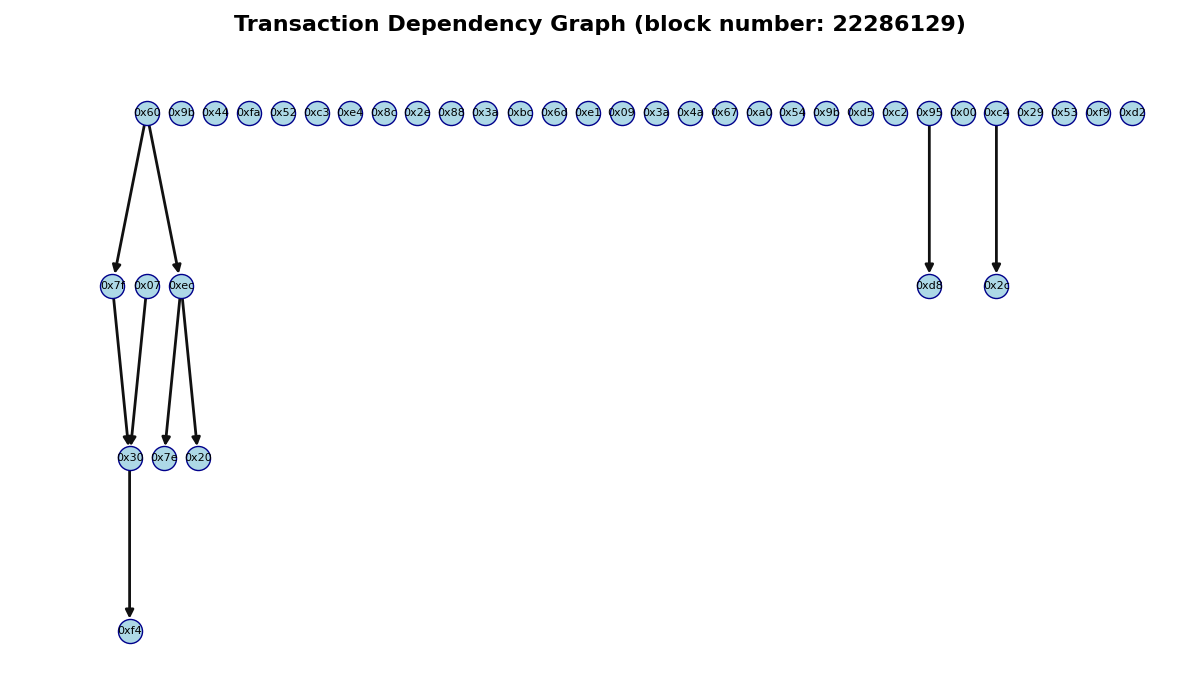 Transaction Dependency Graph (block number: 22286129)
0x60 0x9b 0x44 0xfa 0x52 0xc3 0xe4 0x8c 0x2e 0x88 0x3a 0xbc 0x6d 0xe1 0x09 0x3a 0x4a 0x67 0xa0 0x54 0x9b 0xd5 0xc2 0x95 0x00 0xc4 0x29 0x53 0xf9 0xd2
0x7f 0x07 0xec 0xd8 0x2c
0x30 0x7e 0x20
0xf4